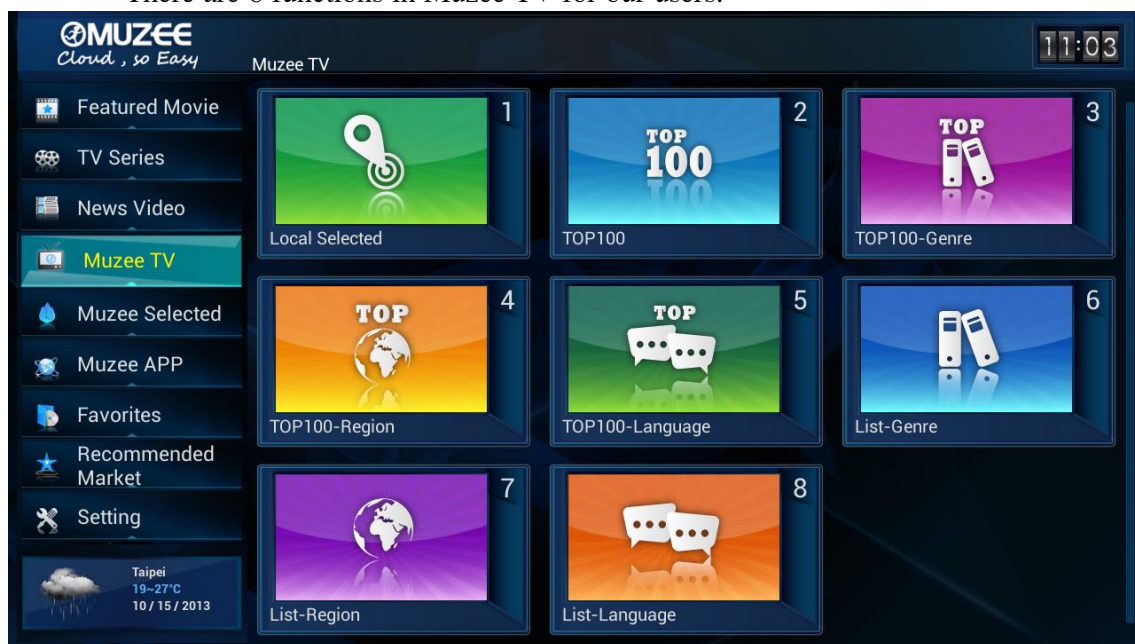 There are 8 functions in Muzee TV for our users.
MUZEE
Cloud , so Easy
Muzee TV
11:03
Featured Movie
TV Series
News Video
Muzee TV
Muzee Selected
Muzee APP
Favorites
Recommended
Market
Setting
Taipei
19~27°C
10 / 15 / 2013
1
Local Selected
2
TOP
100
TOP100
3
TOP
TOP100-Genre
4
TOP
TOP100-Region
5
TOP
TOP100-Language
6
List-Genre
7
List-Region
8
List-Language